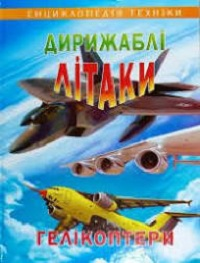 ЕНЦИКЛОПЕДІЯ ТЕХНІКИ
ДИРИЖАБЛІ
ЛІТАКИ
ГЕЛІКОПТЕРИ